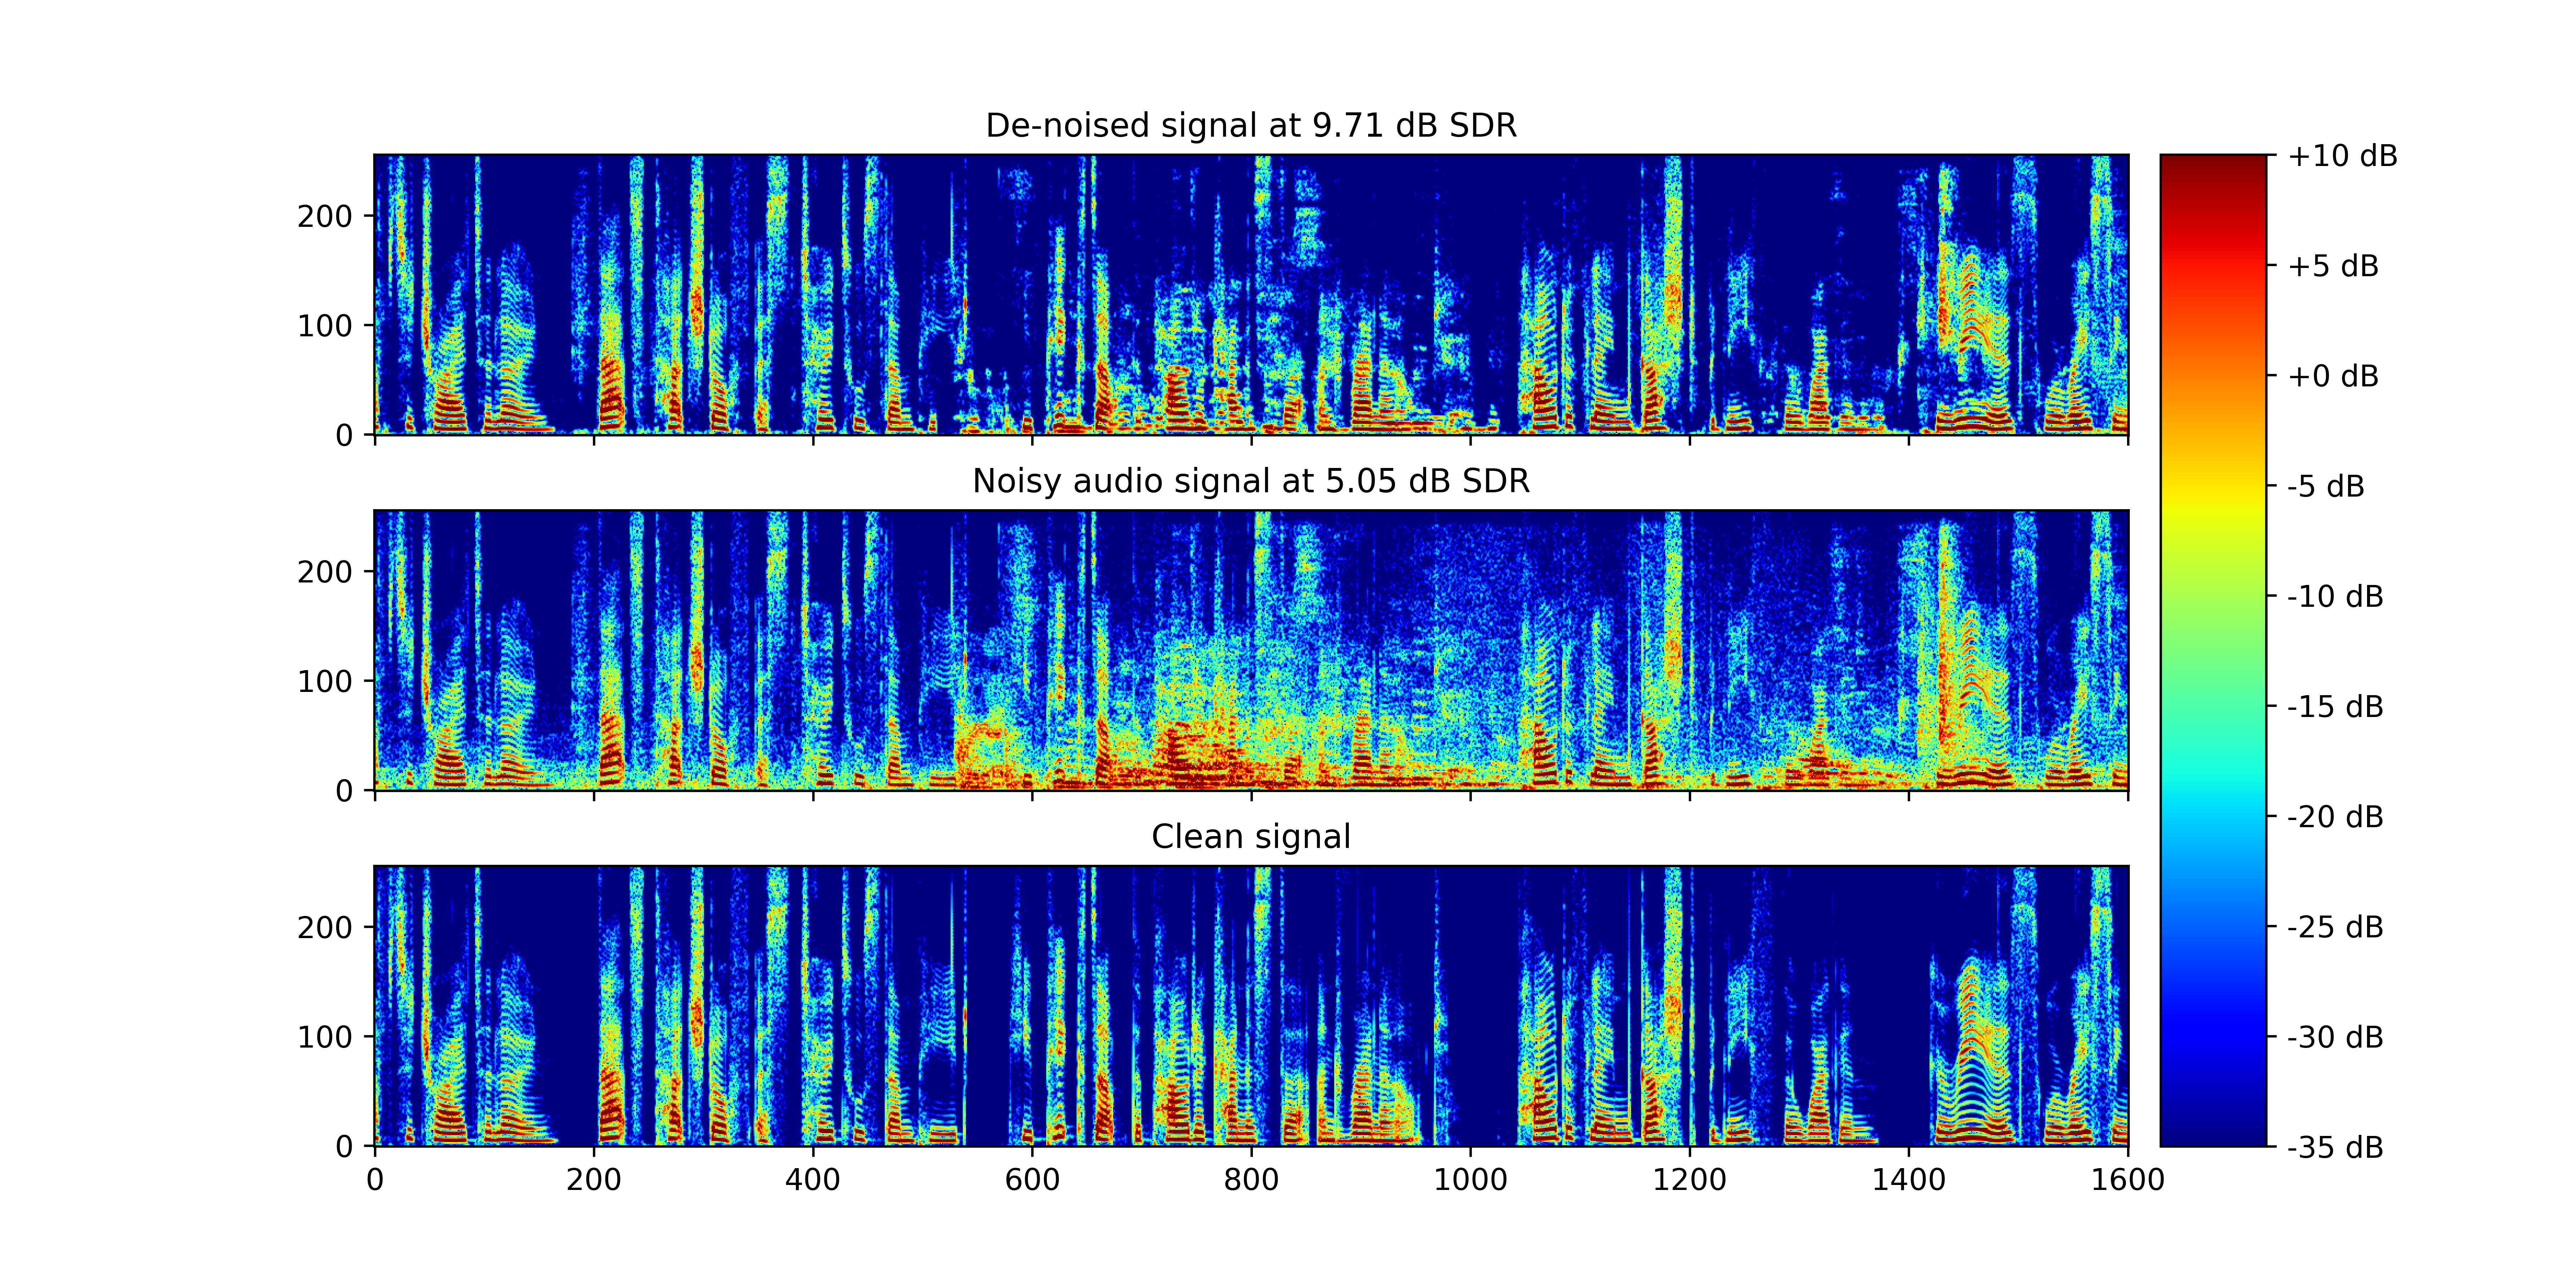 De-noised signal at 9.71 dB SDR
200
100
0
Noisy audio signal at 5.05 dB SDR
200
100
0
Clean signal
200
100
0
0 200 400 600 800 1000 1200 1400 1600
+10 dB
+5 dB
+0 dB
-5 dB
-10 dB
-15 dB
-20 dB
-25 dB
-30 dB
-35 dB